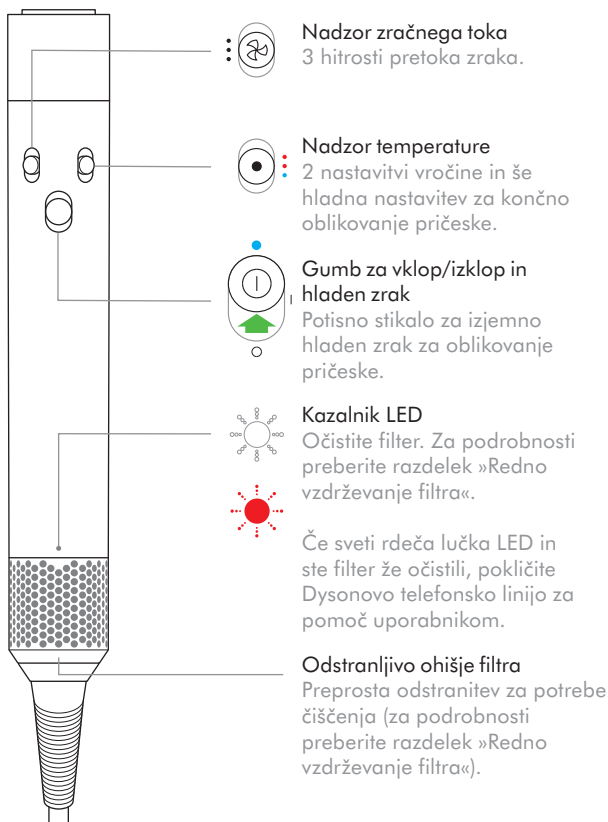 Nadzor zračnega toka
3 hitrosti pretoka zraka.
Nadzor temperature
2 nastavitvi vročine in še
hladna nastavitev za končno
oblikovanje pričeske.
Gumb za vklop/izklop in
hladen zrak
Potisno stikalo za izjemno
hladen zrak za oblikovanje
pričeske.
Kazalnik LED
Očistite filter. Za podrobnosti
preberite razdelek »Redno
vzdrževanje filtra«.
Če sveti rdeča lučka LED in
ste filter že očistili, pokličite
Dysonovo telefonsko linijo za
pomoč uporabnikom.
Odstranljivo ohišje filtra
Preprosta odstranitev za potrebe
čiščenja (za podrobnosti
preberite razdelek »Redno
vzdrževanje filtra«).